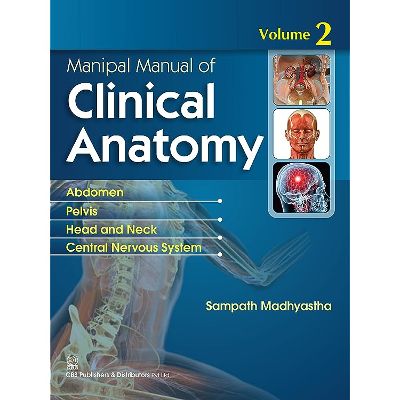 Volume 2
Manipal Manual of
Clinical
Anatomy
Abdomen
Pelvis
Head and Neck
Central Nervous System
Sampath Madhyastha
CBS Publishers & Distributors Pvt Ltd